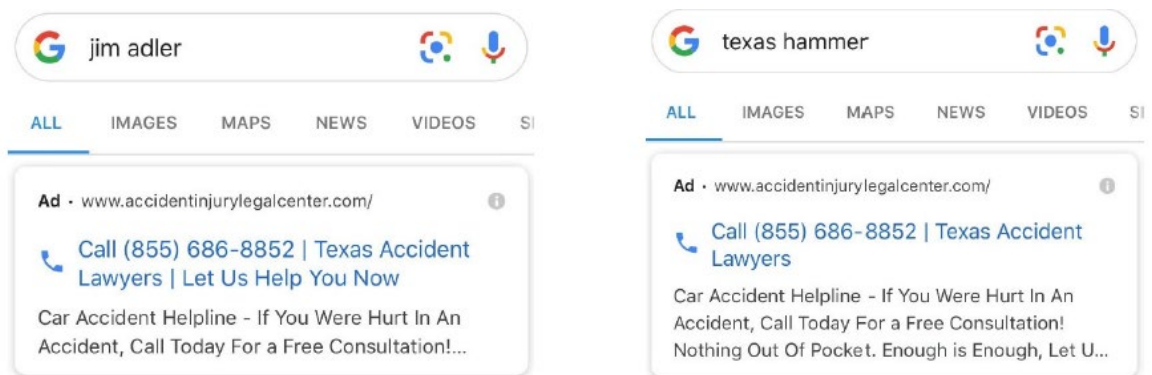 jim adler
ALL IMAGES MAPS NEWS VIDEOS
Ad · www.accidentinjurylegalcenter.com/
Call (855) 686-8852 | Texas Accident
Lawyers | Let Us Help You Now
Car Accident Helpline - If You Were Hurt In An
Accident, Call Today For a Free Consultation!...
texas hammer
ALL IMAGES MAPS NEWS VIDEOS
Ad · www.accidentinjurylegalcenter.com/
Call (855) 686-8852 | Texas Accident
Lawyers
Car Accident Helpline - If You Were Hurt In An
Accident, Call Today For a Free Consultation!
Nothing Out Of Pocket. Enough is Enough, Let U...